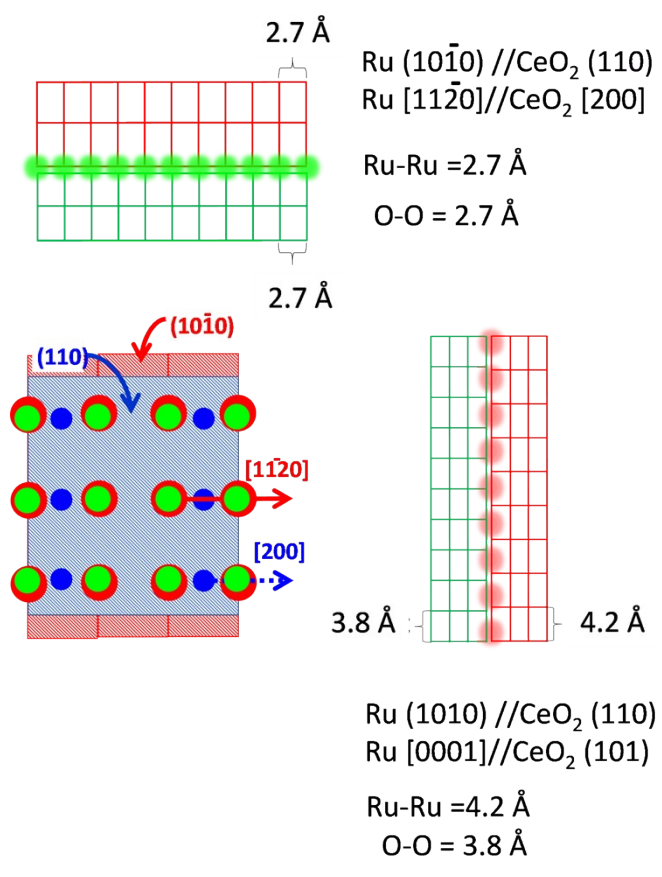 2.7 Å
Ru (101̄0) //CeO₂ (110)
Ru [112̄0]//CeO₂ [200]
Ru-Ru =2.7 Å
O-O = 2.7 Å
2.7 Å
(101̄0)
(110)
[112̄0]
[200]
3.8 Å
4.2 Å
Ru (1010) //CeO₂ (110)
Ru [0001]//CeO₂ (101)
Ru-Ru =4.2 Å
O-O = 3.8 Å